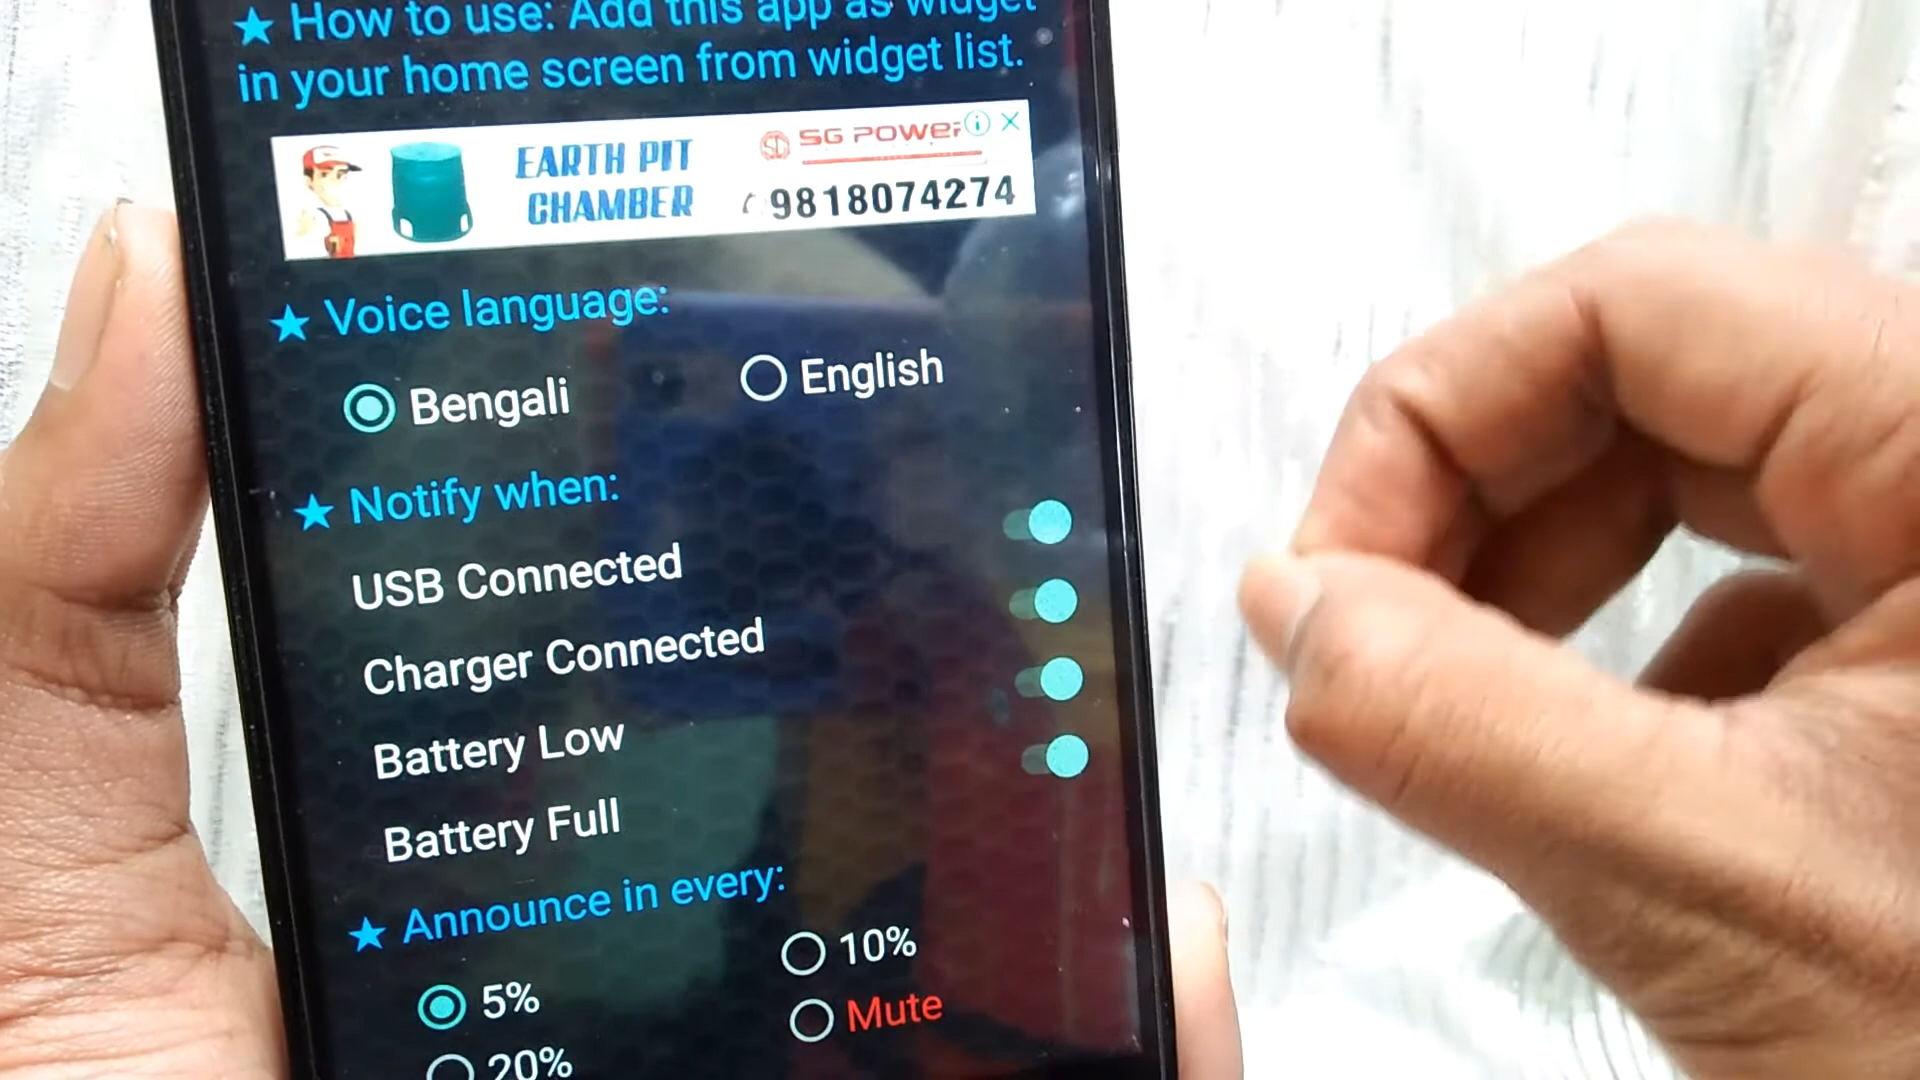 ★ How to use: Add this app as widget
in your home screen from widget list.
EARTH PIT
CHAMBER
SG POWER
9818074274
★ Voice language:
Bengali
English
★ Notify when:
USB Connected
Charger Connected
Battery Low
Battery Full
★ Announce in every:
5%
10%
20%
Mute